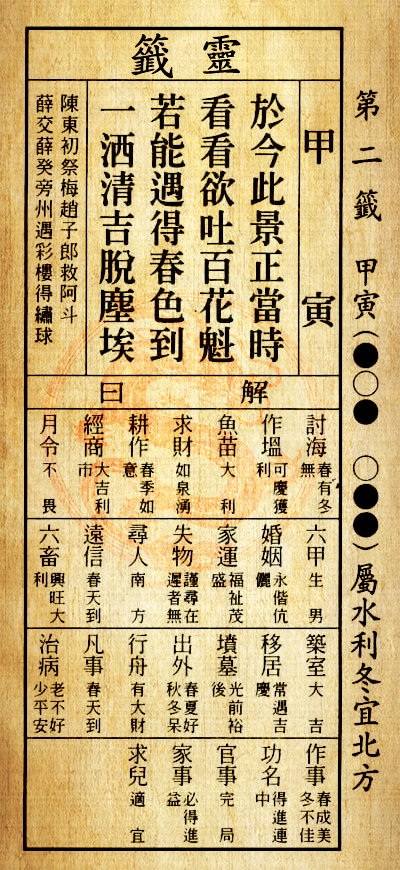 第二籤 甲寅(●○● ○●●)屬水利冬宜北方
靈籤
甲寅
於今此景正當時
看看欲吐百花魁
若能遇得春色到
一洒清吉脫塵埃
陳東初祭梅趙子郎救阿斗
薛交薛癸旁州遇彩樓得繡球
解曰
討海 春有冬無
作塭 可慶獲利
魚苗 大利
求財 如泉湧
耕作 春季如意
經商 大吉利市
月令 不畏
六甲 生男
婚姻 永偕伉儷
家運 福祉茂盛
失物 謹尋在遲者無
尋人 南方
遠信 春天到
六畜 興旺大利
築室 大吉
移居 常遇吉慶
墳墓 光前裕後
出外 春夏好秋冬呆
行舟 有大財
凡事 春天到
治病 老不好少平安
作事 春成美冬不佳
功名 得進連中
官事 完局
家事 必得進益
求兒 適宜